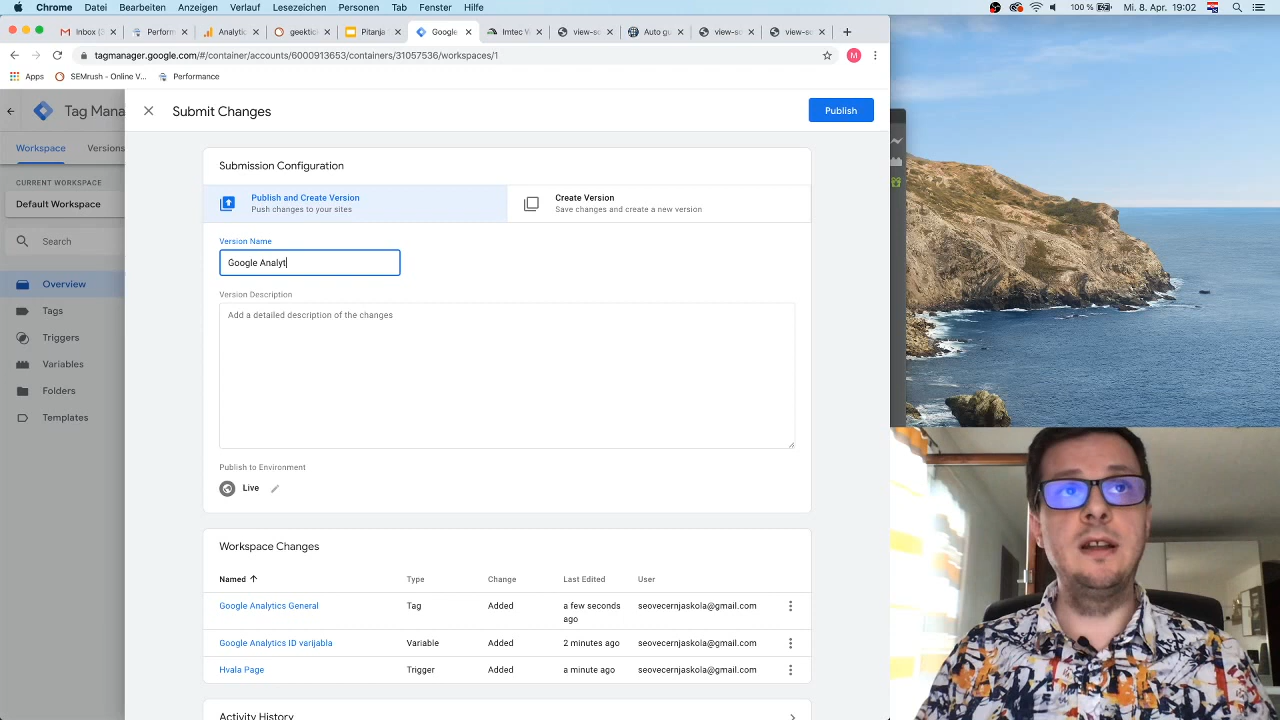 Chrome Datei Bearbeiten Anzeigen Verlauf Lesezeichen Personen Tab Fenster Hilfe 100 % Mi. 8. Apr. 19:02
Inbox (2 Perform Analytic geektic Pitanja Google Imtec W view-so Auto gu view-so view-so
tagmanager.google.com/#/container/accounts/6000913653/containers/31057536/workspaces/1 M
Apps SEMrush - Online V... Performance
Tag Mana Submit Changes Publish
Workspace Versions
Submission Configuration
CURRENT WORKSPACE
Default Workspace
Publish and Create Version
Push changes to your sites
Create Version
Save changes and create a new version
Search
Version Name
Google Analyt
Overview
Tags
Triggers
Variables
Folders
Templates
Version Description
Add a detailed description of the changes
Publish to Environment
Live
Workspace Changes
Named Type Change Last Edited User
Google Analytics General Tag Added a few seconds ago seovecernjaskola@gmail.com
Google Analytics ID varijabla Variable Added 2 minutes ago seovecernjaskola@gmail.com
Hvala Page Trigger Added a minute ago seovecernjaskola@gmail.com
Activity History